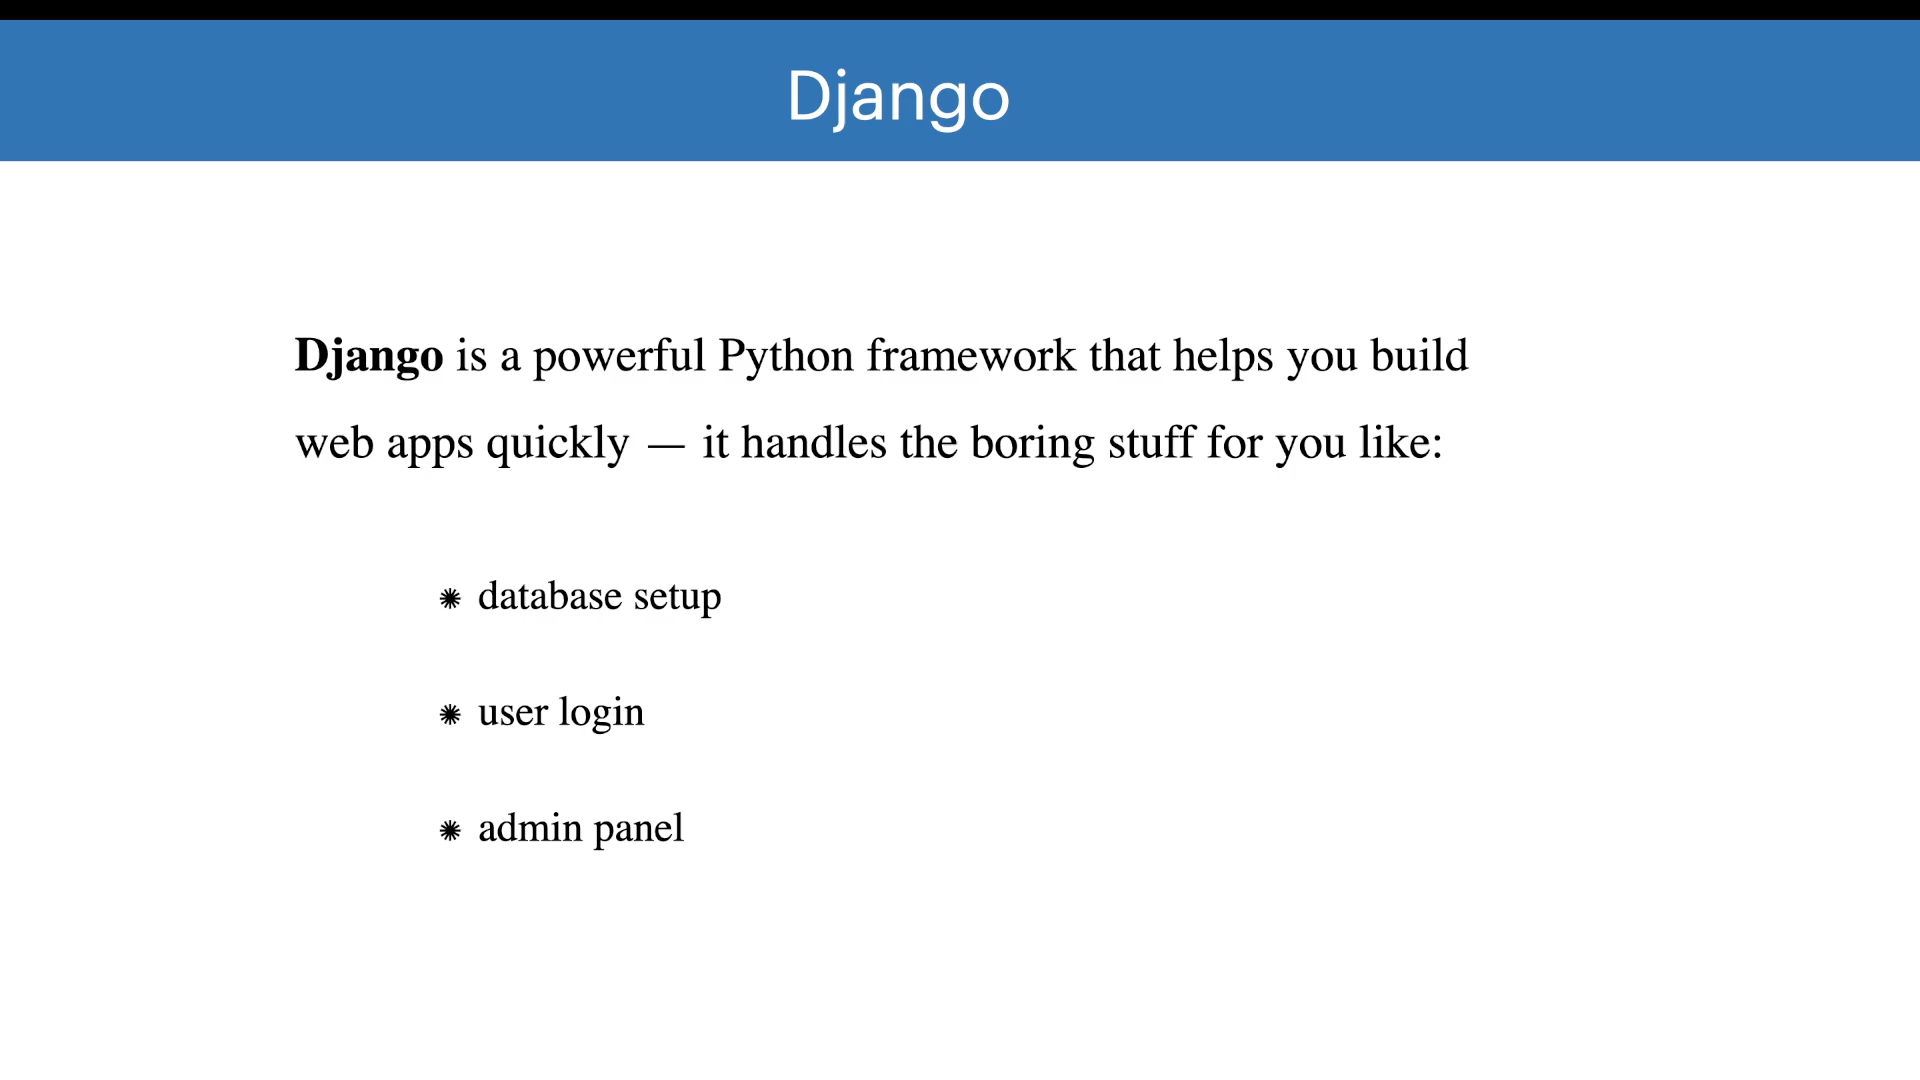 Django
Django is a powerful Python framework that helps you build
web apps quickly — it handles the boring stuff for you like:
✷ database setup
✷ user login
✷ admin panel